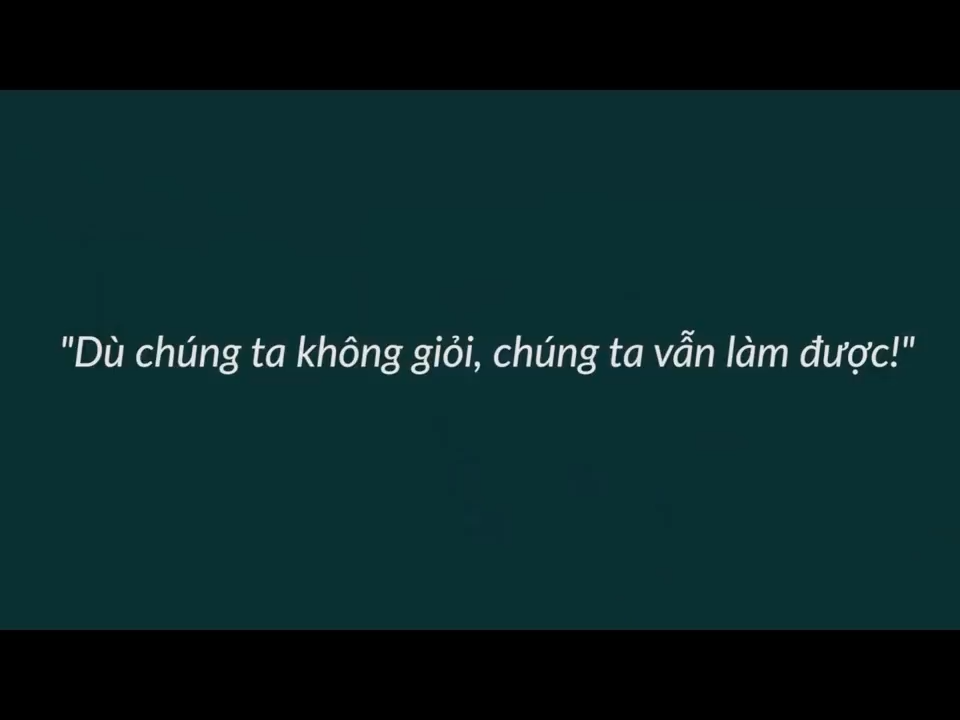 "Dù chúng ta không giỏi, chúng ta vẫn làm được!"